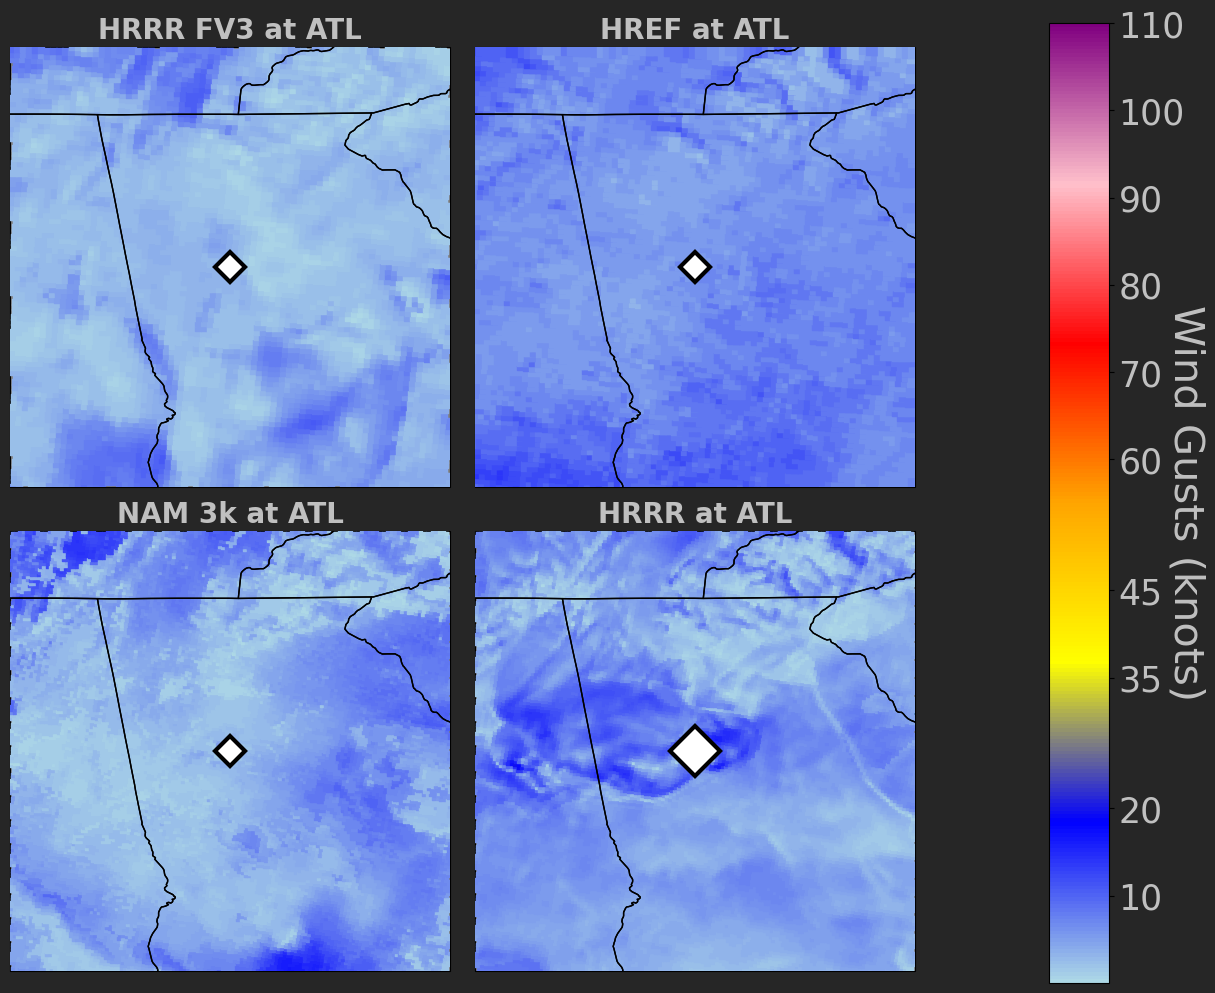 HRRR FV3 at ATL
HREF at ATL
NAM 3k at ATL
HRRR at ATL
110
100
90
80
70
60
45
35
20
10
Wind Gusts (knots)